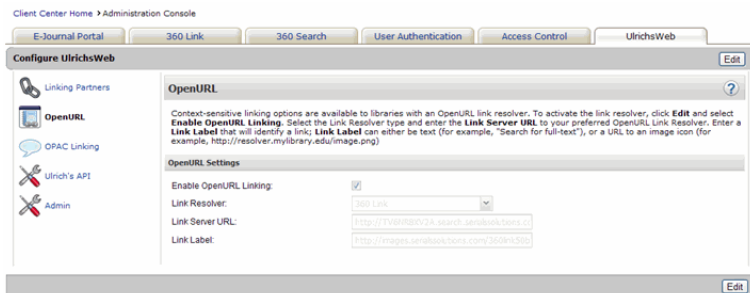 Client Center Home > Administration Console
E-Journal Portal 360 Link 360 Search User Authentication Access Control UlrichsWeb
Configure UlrichsWeb Edit
Linking Partners
OpenURL
OPAC Linking
Ulrich's API
Admin
OpenURL ?
Context-sensitive linking options are available to libraries with an OpenURL link resolver. To activate the link resolver, click Edit and select
Enable OpenURL Linking. Select the Link Resolver type and enter the Link Server URL to your preferred OpenURL Link Resolver. Enter a
Link Label that will identify a link; Link Label can either be text (for example, "Search for full-text"), or a URL to an image icon (for
example, http://resolver.mylibrary.edu/image.png)
OpenURL Settings
Enable OpenURL Linking:
Link Resolver: 360 Link
Link Server URL:
Link Label:
Edit